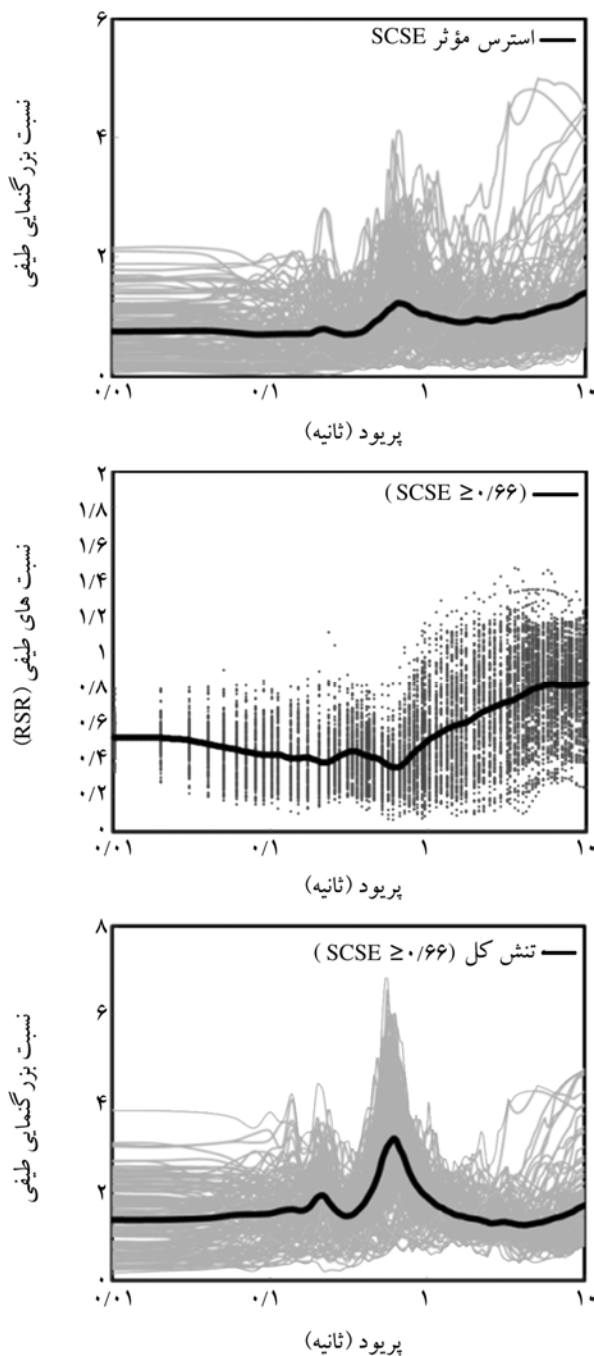 ۶
۴
۲
۰
نسبت بزرگنمایی طیفی
استرس مؤثر SCSE
۰/۰۱ ۰/۱ ۱ ۱۰
پریود (ثانیه)
۲
۱/۸
۱/۶
۱/۴
۱/۲
۱
۰/۸
۰/۶
۰/۴
۰/۲
۰
نسبت های طیفی (RSR)
(SCSE ≥۰/۶۶)
۰/۰۱ ۰/۱ ۱ ۱۰
پریود (ثانیه)
۸
۶
۴
۲
۰
نسبت بزرگنمایی طیفی
تنش کل (SCSE ≥۰/۶۶)
۰/۰۱ ۰/۱ ۱ ۱۰
پریود (ثانیه)